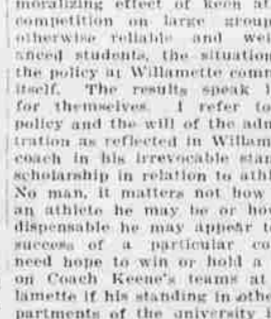 moralizing effect of keen at
competition on large group
otherwise reliable and wel
anced students, the situation
the policy at Willamette comm
itself. The results speak f
for themselves. I refer to
policy and the will of the adm
tration as reflected in Willam
coach in his irrevocable stan
scholarship in relation to athl
No man, it matters not how
an athlete he may be or how
dispensable he may appear to
success of a particular co
need hope to win or hold a
on Coach Keene's teams at
lamette if his standing in othe
partments of the university i